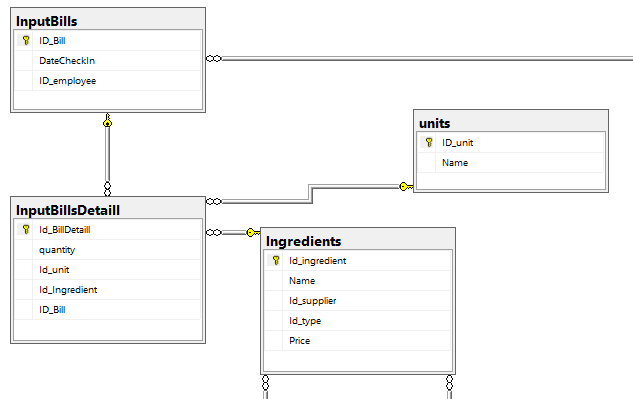 InputBills
ID_Bill
DateCheckIn
ID_employee
units
ID_unit
Name
InputBillsDetaill
Id_BillDetaill
quantity
Id_unit
Id_Ingredient
ID_Bill
Ingredients
Id_ingredient
Name
Id_supplier
Id_type
Price